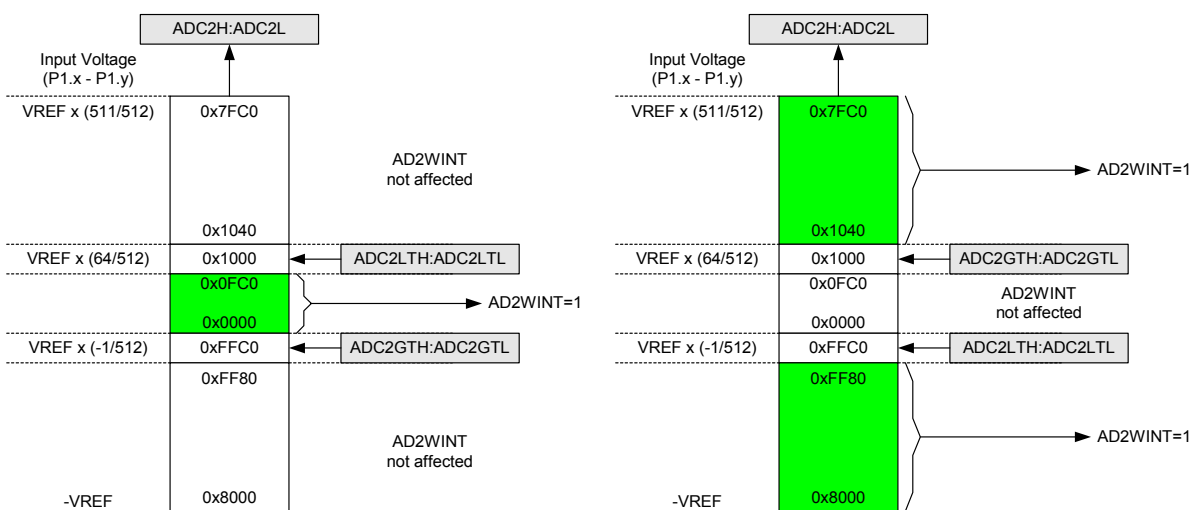 ADC2H:ADC2L
Input Voltage
(P1.x - P1.y)
VREF x (511/512)
0x7FC0
AD2WINT
not affected
0x1040
VREF x (64/512)
0x1000
ADC2LTH:ADC2LTL
0x0FC0
AD2WINT=1
0x0000
VREF x (-1/512)
0xFFC0
ADC2GTH:ADC2GTL
0xFF80
AD2WINT
not affected
-VREF
0x8000
ADC2H:ADC2L
Input Voltage
(P1.x - P1.y)
VREF x (511/512)
0x7FC0
AD2WINT=1
0x1040
VREF x (64/512)
0x1000
ADC2GTH:ADC2GTL
0x0FC0
AD2WINT
not affected
0x0000
VREF x (-1/512)
0xFFC0
ADC2LTH:ADC2LTL
0xFF80
AD2WINT=1
-VREF
0x8000